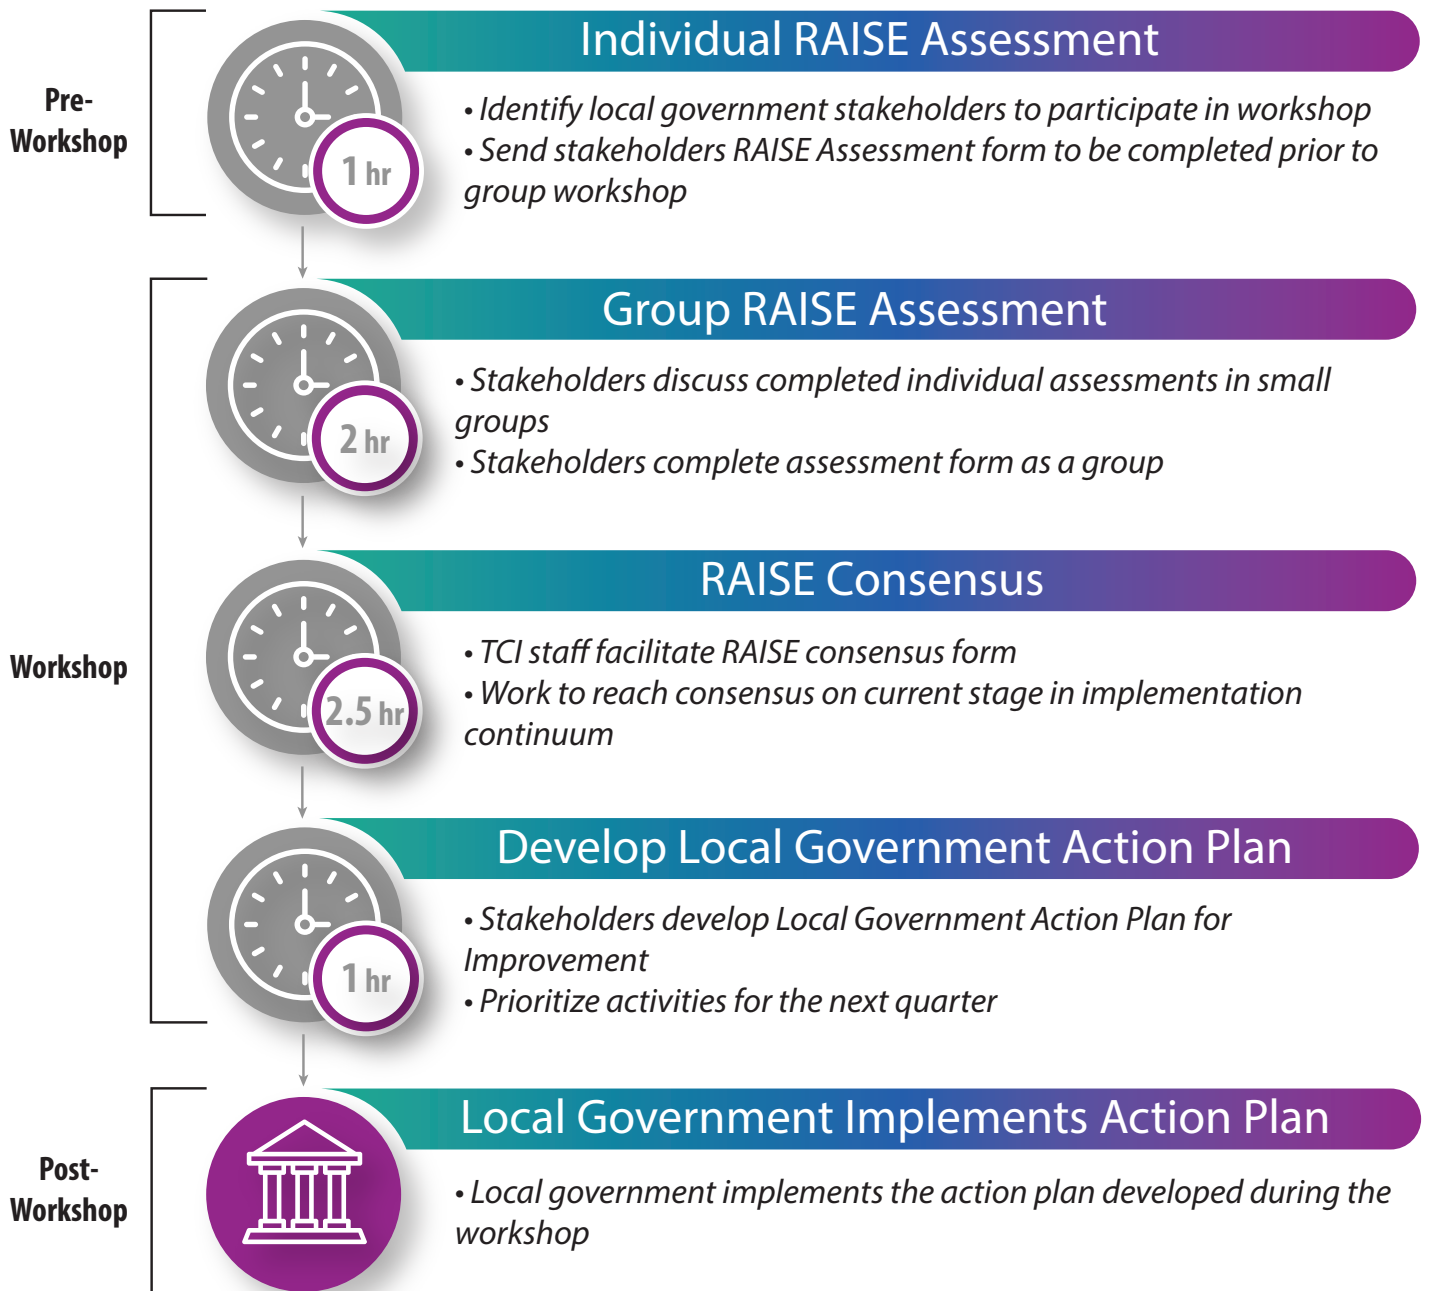 Individual RAISE Assessment
Pre-
Workshop
1 hr
• Identify local government stakeholders to participate in workshop
• Send stakeholders RAISE Assessment form to be completed prior to
group workshop
Group RAISE Assessment
2 hr
• Stakeholders discuss completed individual assessments in small
groups
• Stakeholders complete assessment form as a group
Workshop
RAISE Consensus
2.5 hr
• TCI staff facilitate RAISE consensus form
• Work to reach consensus on current stage in implementation
continuum
Develop Local Government Action Plan
1 hr
• Stakeholders develop Local Government Action Plan for
Improvement
• Prioritize activities for the next quarter
Local Government Implements Action Plan
Post-
Workshop
• Local government implements the action plan developed during the
workshop